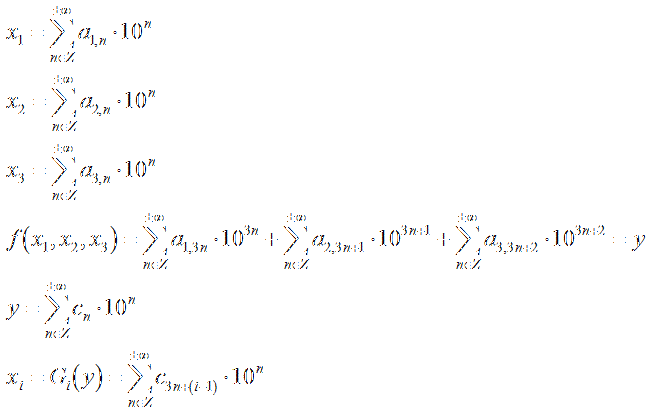 x_1 = \sum_{n∈Z}^{+∞} a_{1,n} · 10^n
x_2 = \sum_{n∈Z}^{+∞} a_{2,n} · 10^n
x_3 = \sum_{n∈Z}^{+∞} a_{3,n} · 10^n
f(x_1, x_2, x_3) = \sum_{n∈Z}^{+∞} a_{1,3n} · 10^{3n} + \sum_{n∈Z}^{+∞} a_{2,3n+1} · 10^{3n+1} + \sum_{n∈Z}^{+∞} a_{3,3n+2} · 10^{3n+2} = y
y = \sum_{n∈Z}^{+∞} c_n · 10^n
x_i = G_i(y) = \sum_{n∈Z}^{+∞} c_{3n+(i-1)} · 10^n